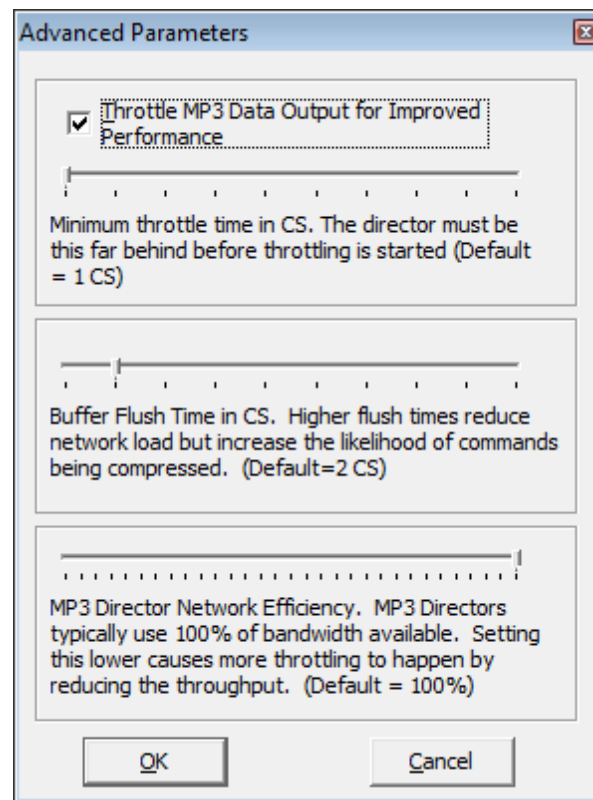 Advanced Parameters
Throttle MP3 Data Output for Improved
Performance
Minimum throttle time in CS. The director must be
this far behind before throttling is started (Default
= 1 CS)
Buffer Flush Time in CS.  Higher flush times reduce
network load but increase the likelihood of commands
being compressed.  (Default=2 CS)
MP3 Director Network Efficiency.  MP3 Directors
typically use 100% of bandwidth available.  Setting
this lower causes more throttling to happen by
reducing the throughput.  (Default = 100%)
OK
Cancel